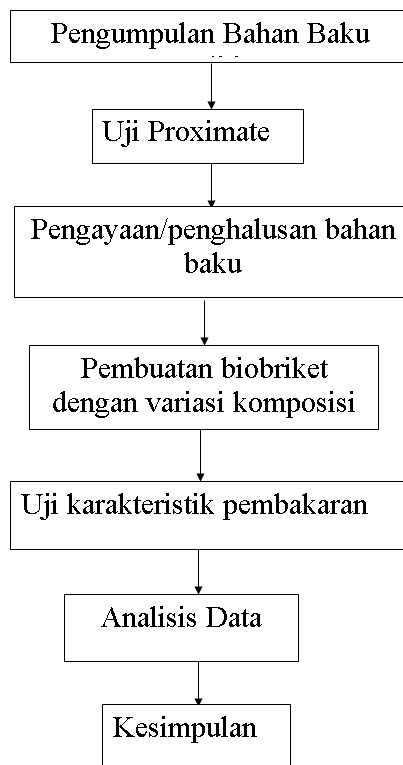 Pengumpulan Bahan Baku
Uji Proximate
Pengayaan/penghalusan bahan
baku
Pembuatan biobriket
dengan variasi komposisi
Uji karakteristik pembakaran
Analisis Data
Kesimpulan